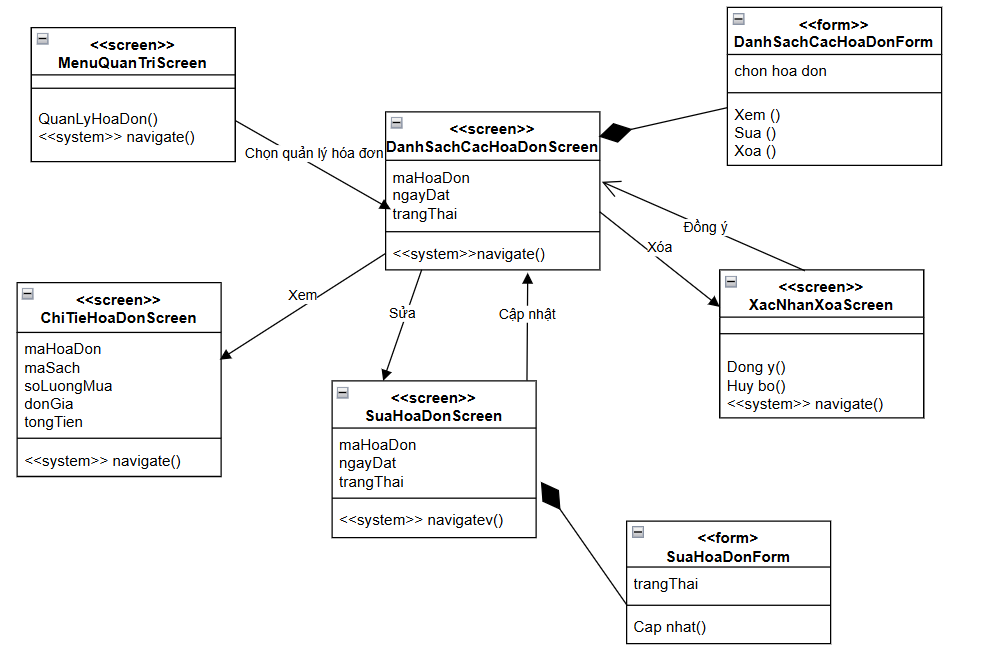 <<screen>>
MenuQuanTriScreen
QuanLyHoaDon()
<<system>> navigate()
Chọn quản lý hóa đơn
<<form>>
DanhSachCacHoaDonForm
chon hoa don
Xem ()
Sua ()
Xoa ()
<<screen>>
DanhSachCacHoaDonScreen
maHoaDon
ngayDat
trangThai
<<system>>navigate()
Đồng ý
Xóa
Xem
Sửa
Cập nhật
<<screen>>
XacNhanXoaScreen
Dong y()
Huy bo()
<<system>> navigate()
<<screen>>
ChiTieHoaDonScreen
maHoaDon
maSach
soLuongMua
donGia
tongTien
<<system>> navigate()
<<screen>>
SuaHoaDonScreen
maHoaDon
ngayDat
trangThai
<<system>> navigatev()
<<form>
SuaHoaDonForm
trangThai
Cap nhat()